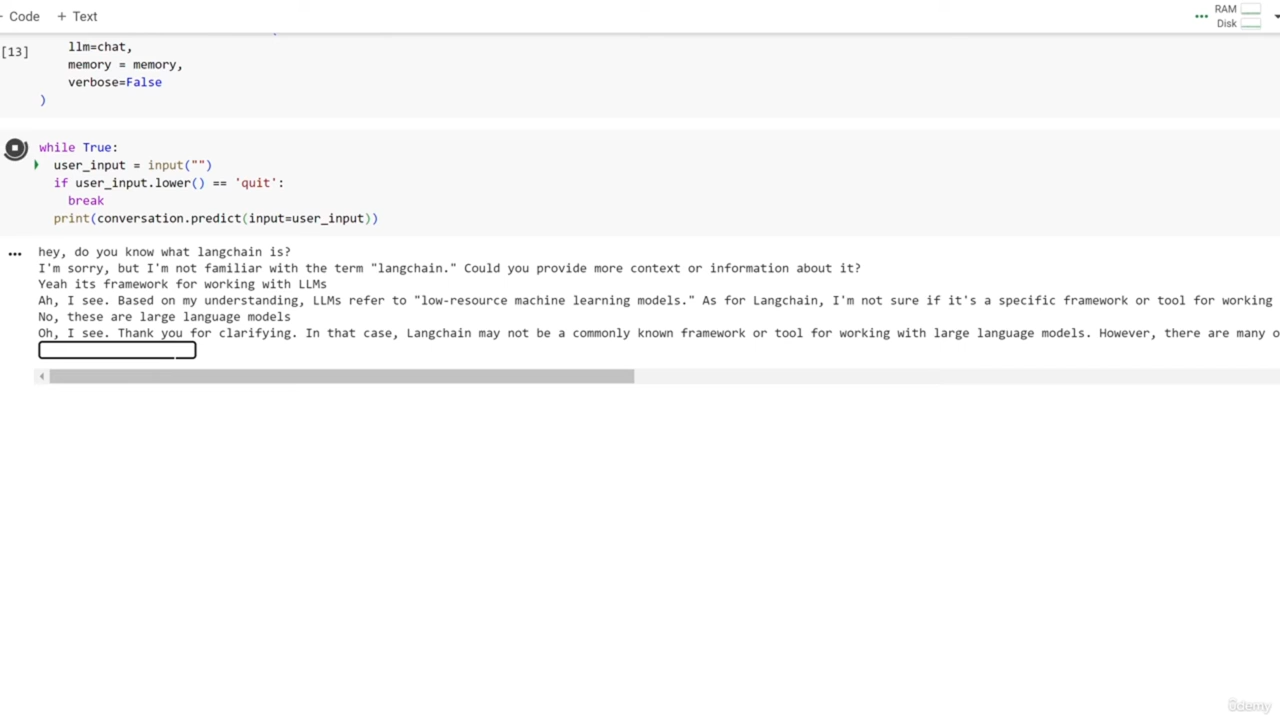 Code + Text
RAM
Disk
[13]
llm=chat,
memory = memory,
verbose=False
)
while True:
user_input = input("")
if user_input.lower() == 'quit':
break
print(conversation.predict(input=user_input))
hey, do you know what langchain is?
I'm sorry, but I'm not familiar with the term "langchain." Could you provide more context or information about it?
Yeah its framework for working with LLMs
Ah, I see. Based on my understanding, LLMs refer to "low-resource machine learning models." As for Langchain, I'm not sure if it's a specific framework or tool for working
No, these are large language models
Oh, I see. Thank you for clarifying. In that case, Langchain may not be a commonly known framework or tool for working with large language models. However, there are many o
ûdemy